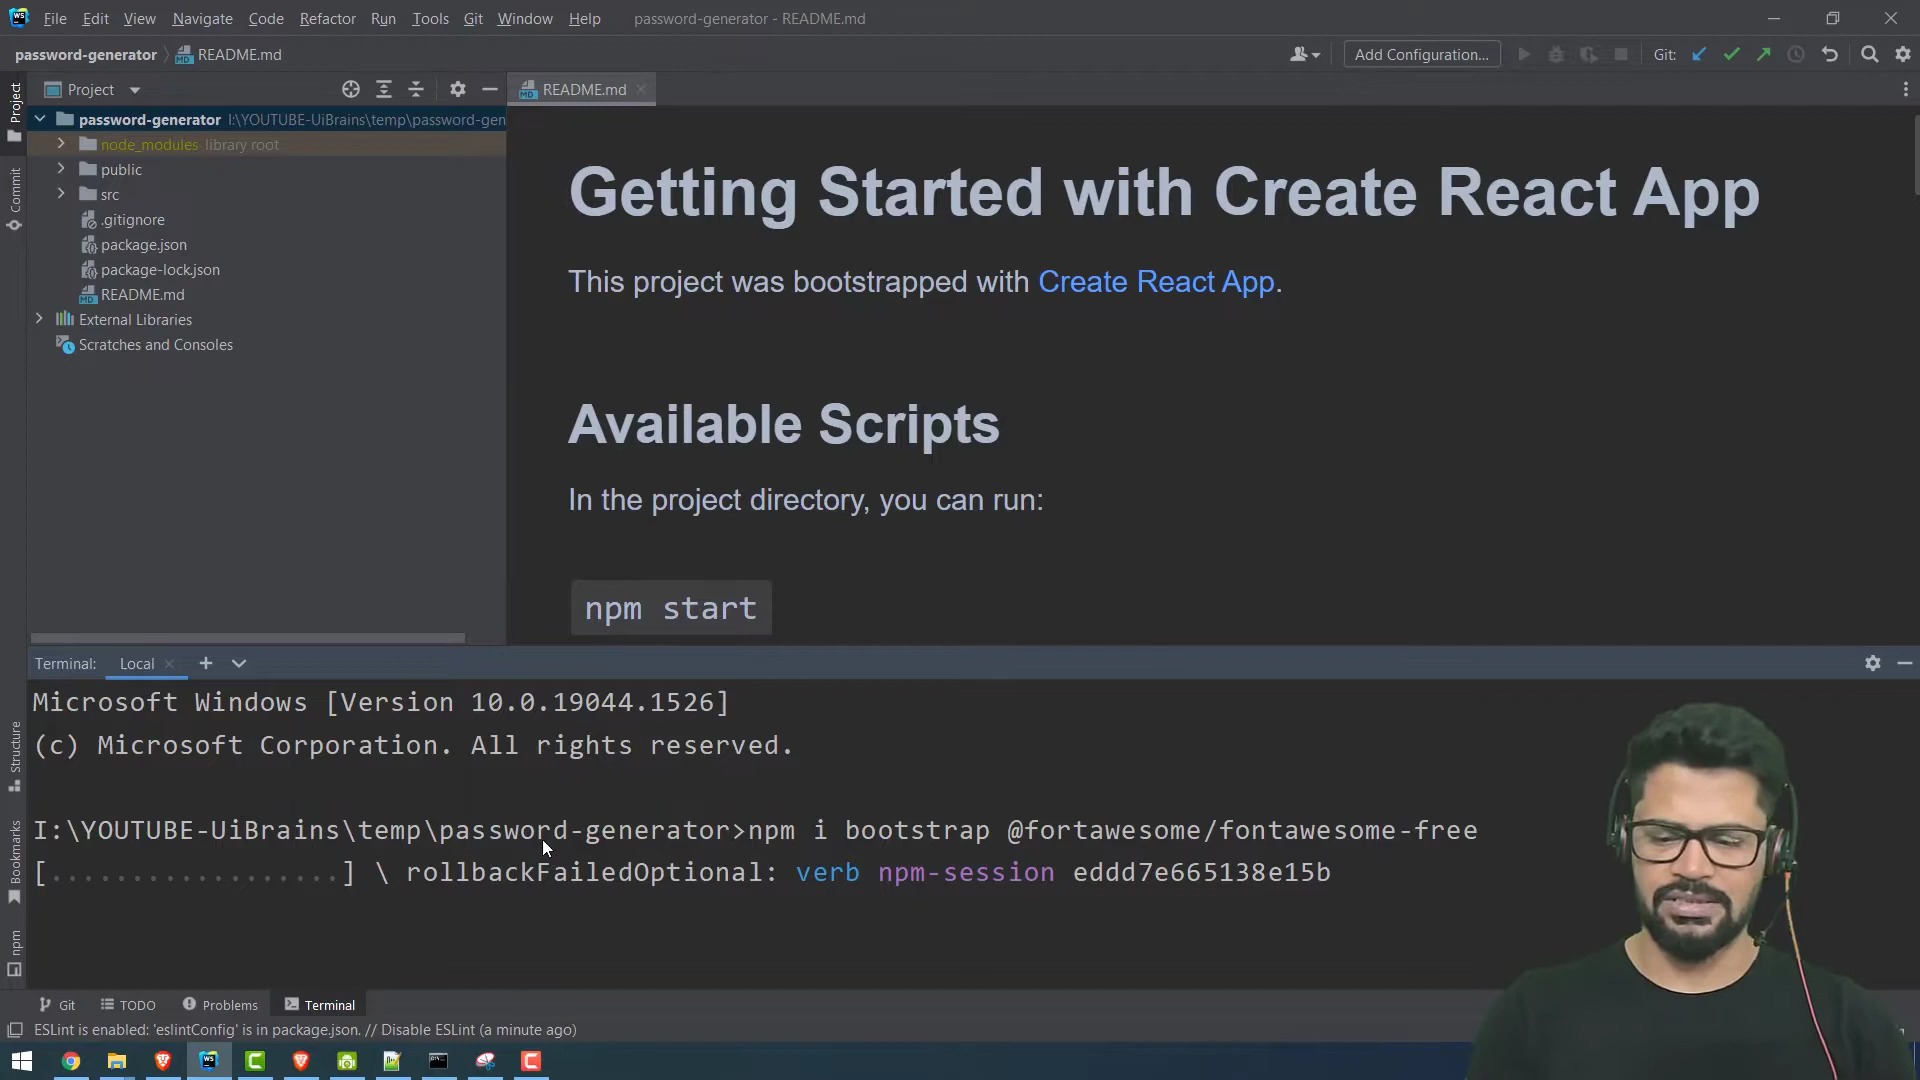 File Edit View Navigate Code Refactor Run Tools Git Window Help password-generator - README.md
password-generator README.md Add Configuration... Git:
Project README.md
password-generator I:\YOUTUBE-UiBrains\temp\password-gen
node_modules library root
public
src
.gitignore
package.json
package-lock.json
README.md
External Libraries
Scratches and Consoles
Project
Commit
Structure
Bookmarks
npm
Getting Started with Create React App
This project was bootstrapped with Create React App.
Available Scripts
In the project directory, you can run:
npm start
Terminal: Local
Microsoft Windows [Version 10.0.19044.1526]
(c) Microsoft Corporation. All rights reserved.
I:\YOUTUBE-UiBrains\temp\password-generator>npm i bootstrap @fortawesome/fontawesome-free
[..................] \ rollbackFailedOptional: verb npm-session eddd7e665138e15b
Git TODO Problems Terminal
ESLint is enabled: 'eslintConfig' is in package.json. // Disable ESLint (a minute ago)